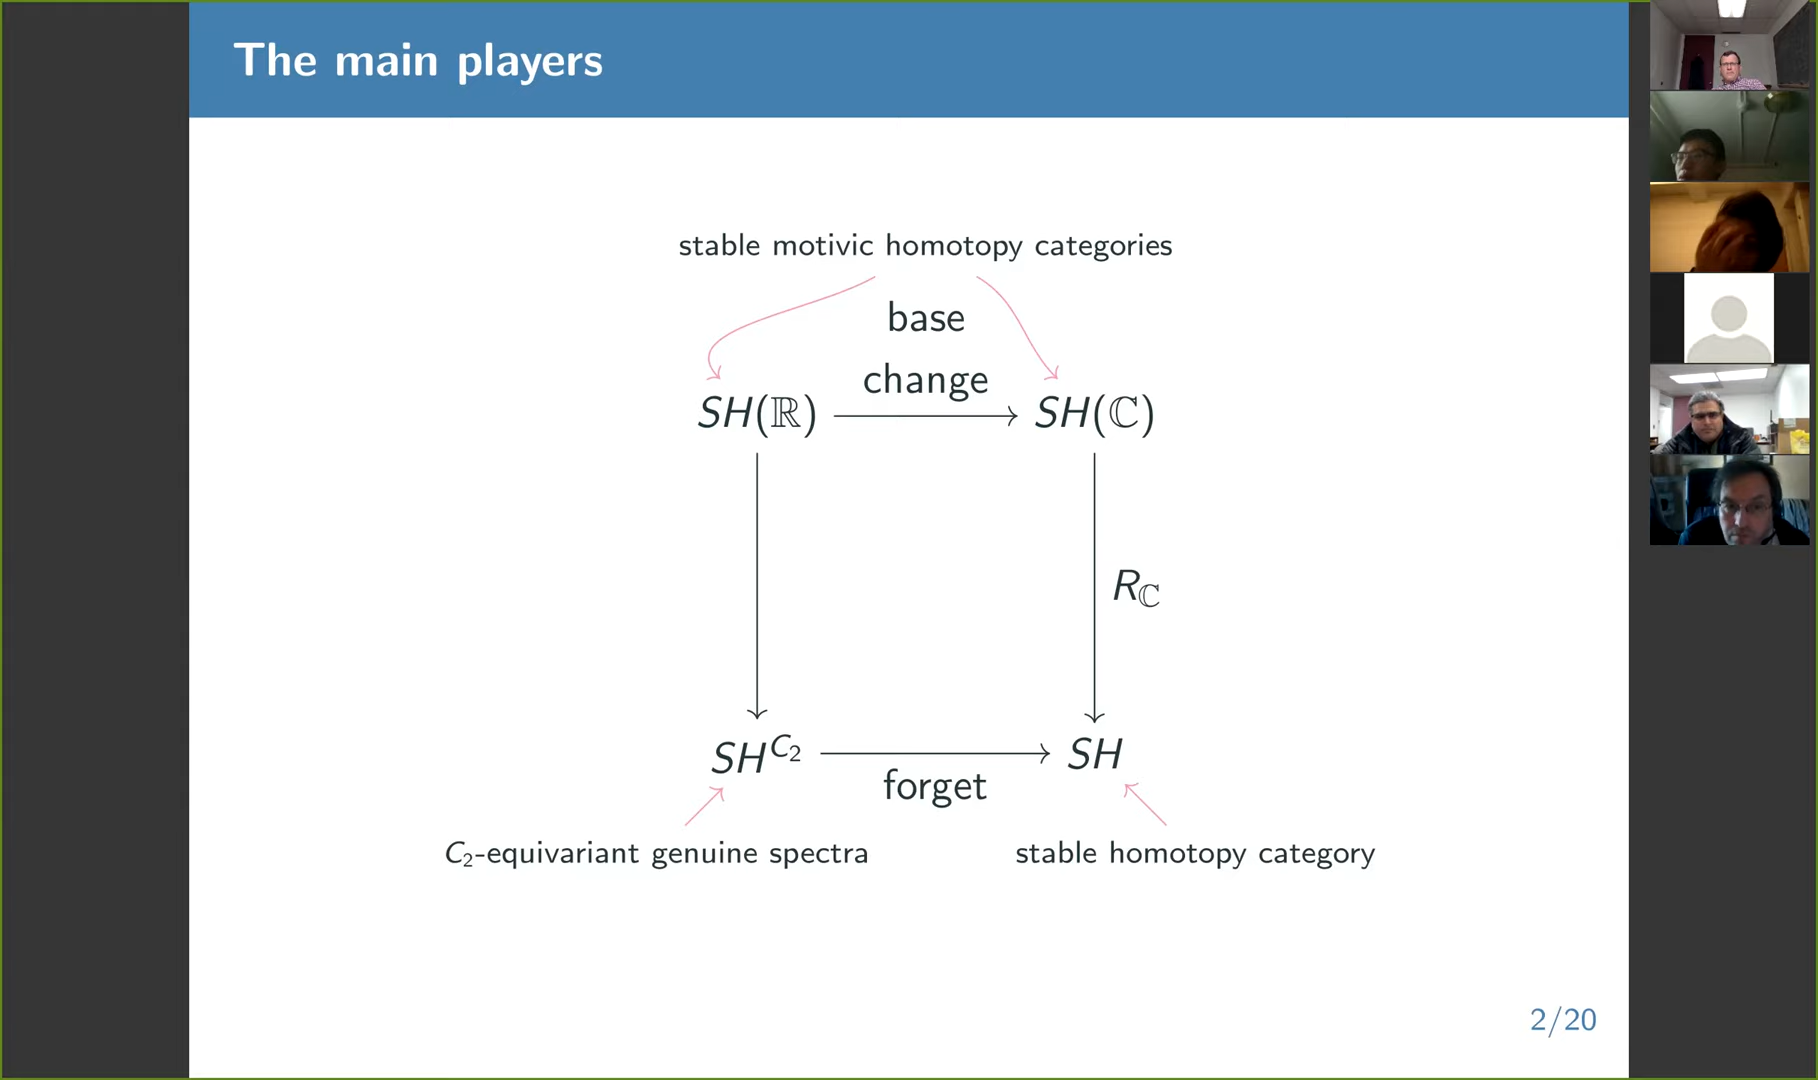 The main players
stable motivic homotopy categories
base
change
SH(ℝ)
SH(ℂ)
R_ℂ
SH^{C_2}
SH
forget
C_2-equivariant genuine spectra
stable homotopy category
2/20